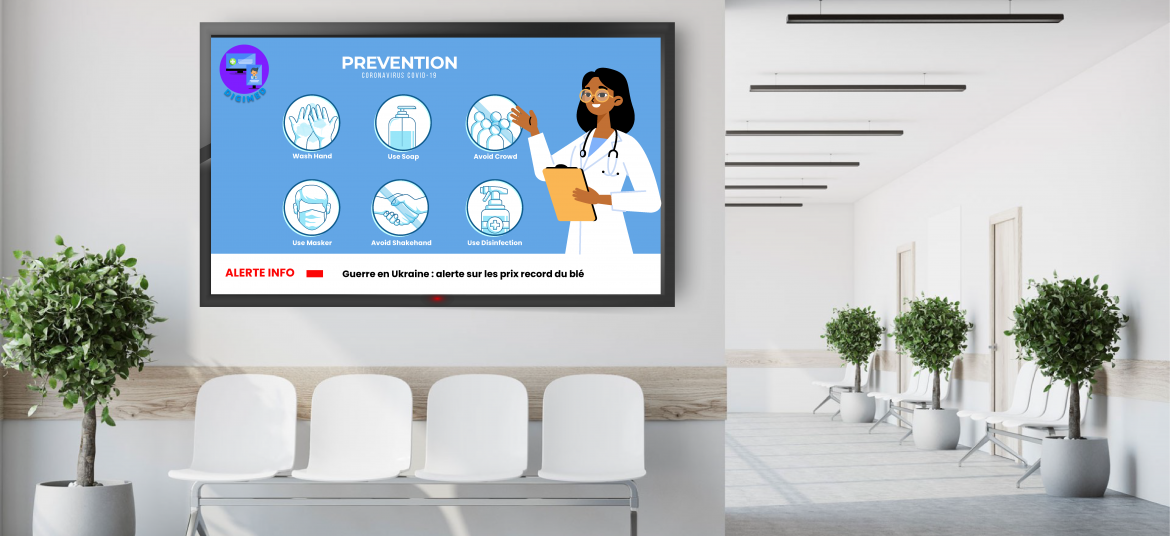 DIGIMED
PREVENTION
CORONAVIRUS COVID-19
Wash Hand
Use Soap
Avoid Crowd
Use Masker
Avoid Shakehand
Use Disinfection
ALERTE INFO
Guerre en Ukraine : alerte sur les prix record du blé